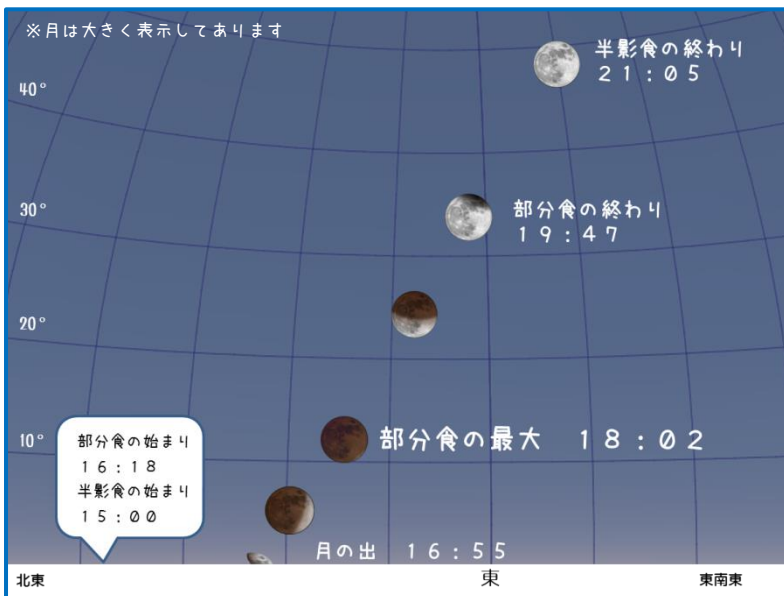 ※月は大きく表示してあります
半影食の終わり
２１：０５
40°
30°
部分食の終わり
１９：４７
20°
10°
部分食の最大　１８：０２
部分食の始まり
１６：１８
半影食の始まり
１５：００
月の出　１６：５５
北東
東
東南東